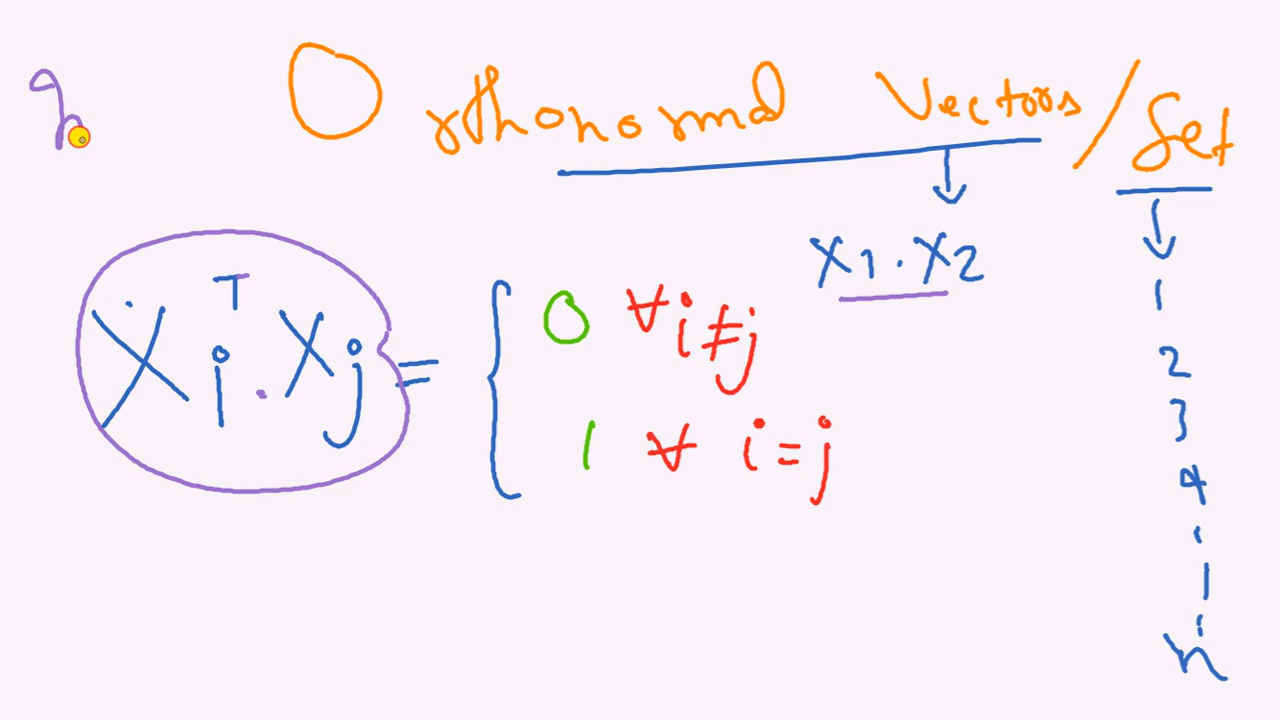 Orthonormal Vectors / Set
X1 . X2
Xi^T . Xj = { 0 ∀ i ≠ j
1 ∀ i = j
1
2
3
4
n